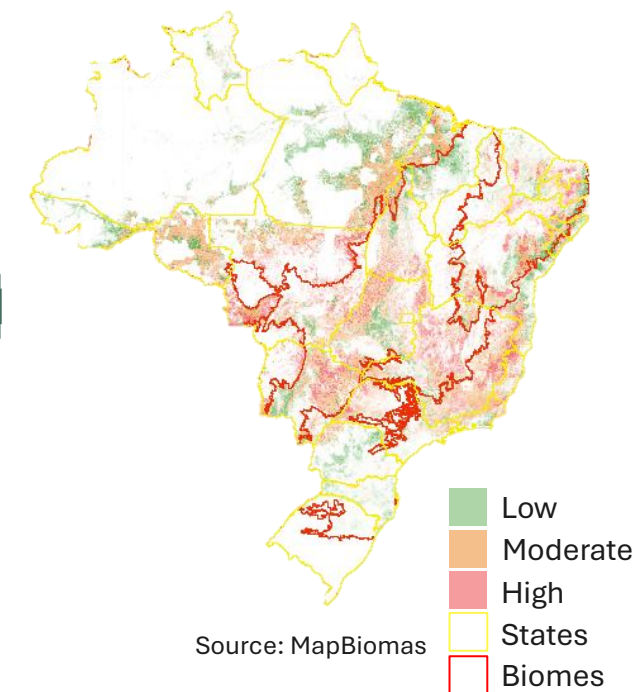 Low
Moderate
High
States
Source: MapBiomas
Biomes